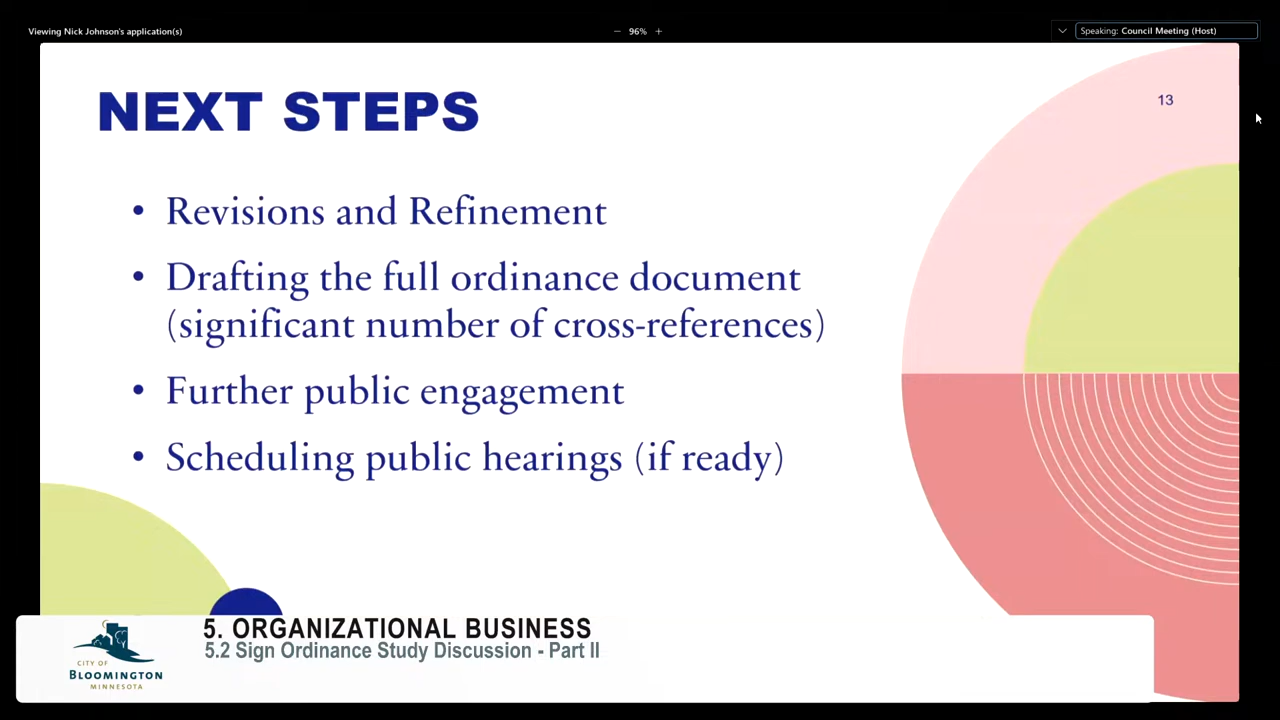 Viewing Nick Johnson's application(s)
− 96% +
Speaking: Council Meeting (Host)
13
NEXT STEPS
• Revisions and Refinement
• Drafting the full ordinance document
(significant number of cross-references)
• Further public engagement
• Scheduling public hearings (if ready)
5. ORGANIZATIONAL BUSINESS
5.2 Sign Ordinance Study Discussion - Part II
CITY OF
BLOOMINGTON
MINNESOTA